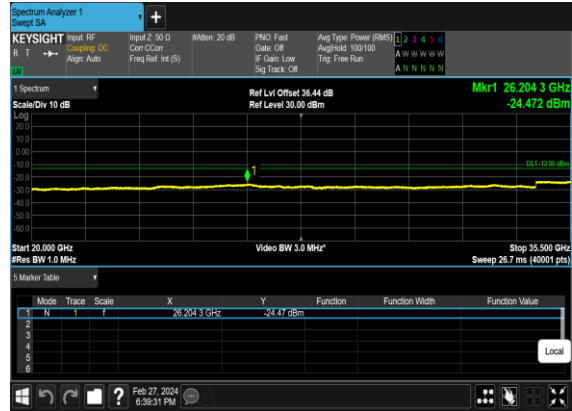 Spectrum Analyzer 1
Swept SA
+
KEYSIGHT Input: RF Input Z: 50 Ω #Atten: 20 dB PNO: Fast Avg Type: Power (RMS) 1 2 3 4 5 6
R T Coupling: DC Corr CCorr Gate: Off Avg|Hold: 100/100 A W W W W W
Align: Auto Freq Ref: Int (S) IF Gain: Low Trig: Free Run
Sig Track: Off A N N N N N
1 Spectrum Ref Lvl Offset 36.44 dB Mkr1 26.204 3 GHz
Scale/Div 10 dB Ref Level 30.00 dBm -24.472 dBm
Log
20.0
10.0
0.00
-10.0 1 DL1 -13.00 dBm
-20.0
-30.0
-40.0
-50.0
-60.0
Start 20.000 GHz Video BW 3.0 MHz* Stop 35.500 GHz
#Res BW 1.0 MHz Sweep 26.7 ms (40001 pts)
5 Marker Table
Mode Trace Scale X Y Function Function Width Function Value
1 N 1 f 26.204 3 GHz -24.47 dBm
2
3
4
5
6
Local
? Feb 27, 2024
6:39:31 PM